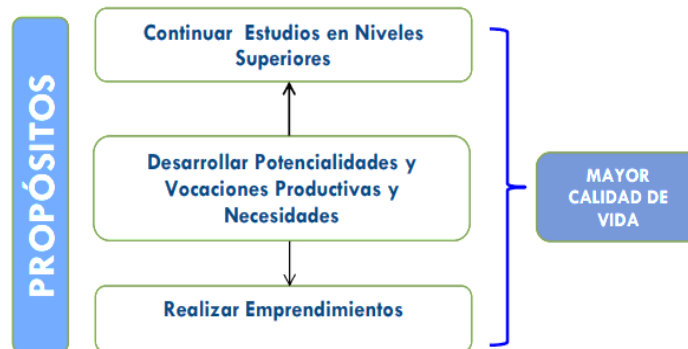 PROPÓSITOS
Continuar Estudios en Niveles
Superiores
Desarrollar Potencialidades y
Vocaciones Productivas y
Necesidades
Realizar Emprendimientos
MAYOR
CALIDAD DE
VIDA